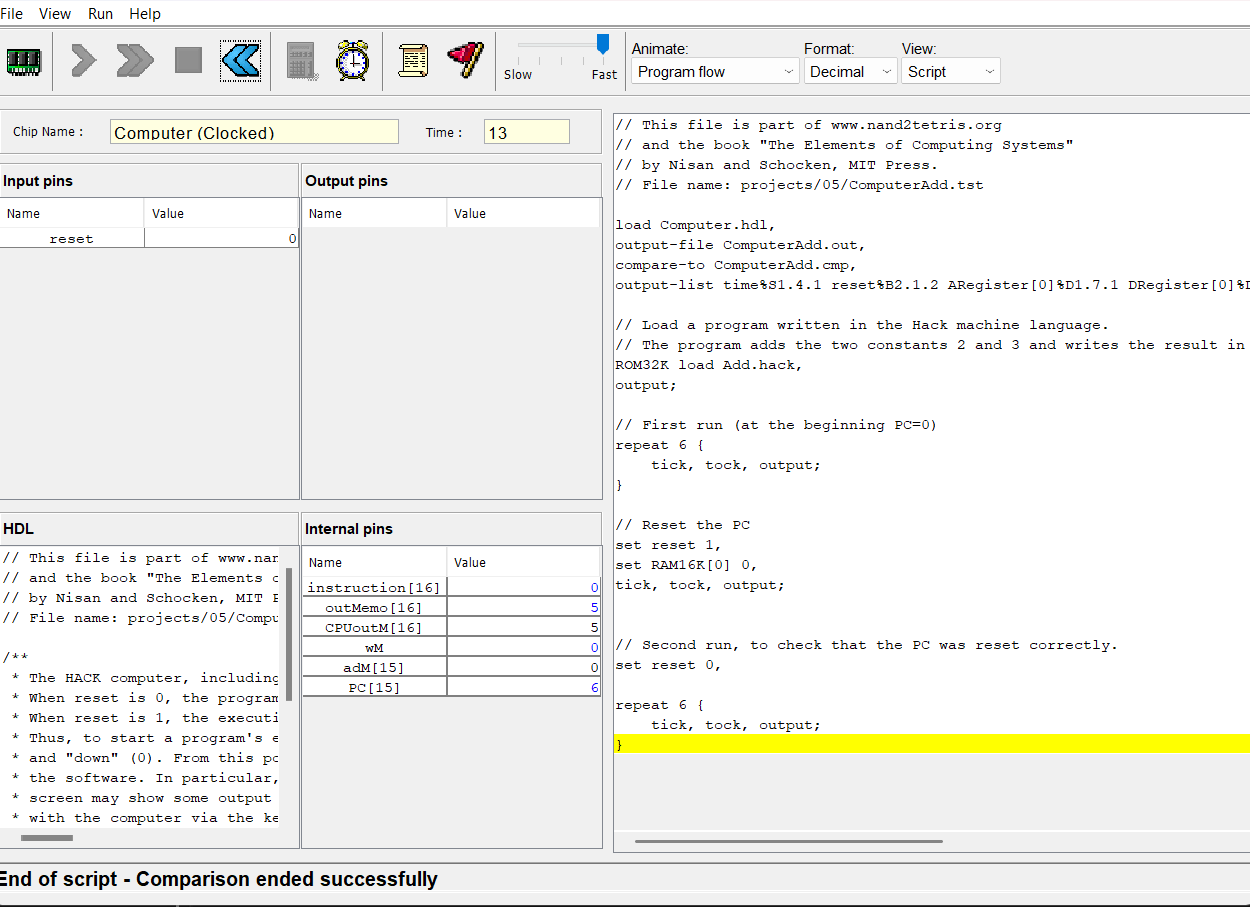 File View Run Help
Slow Fast
Animate: Format: View:
Program flow Decimal Script
Chip Name : Computer (Clocked) Time : 13
Input pins
Name Value
reset 0
Output pins
Name Value
HDL
// This file is part of www.nan
// and the book "The Elements o
// by Nisan and Schocken, MIT P
// File name: projects/05/Compu
/**
* The HACK computer, including
* When reset is 0, the program
* When reset is 1, the executi
* Thus, to start a program's e
* and "down" (0). From this po
* the software. In particular,
* screen may show some output
* with the computer via the ke
Internal pins
Name Value
instruction[16] 0
outMemo[16] 5
CPUoutM[16] 5
wM 0
adM[15] 0
PC[15] 6
// This file is part of www.nand2tetris.org
// and the book "The Elements of Computing Systems"
// by Nisan and Schocken, MIT Press.
// File name: projects/05/ComputerAdd.tst
load Computer.hdl,
output-file ComputerAdd.out,
compare-to ComputerAdd.cmp,
output-list time%S1.4.1 reset%B2.1.2 ARegister[0]%D1.7.1 DRegister[0]%D
// Load a program written in the Hack machine language.
// The program adds the two constants 2 and 3 and writes the result in
ROM32K load Add.hack,
output;
// First run (at the beginning PC=0)
repeat 6 {
tick, tock, output;
}
// Reset the PC
set reset 1,
set RAM16K[0] 0,
tick, tock, output;
// Second run, to check that the PC was reset correctly.
set reset 0,
repeat 6 {
tick, tock, output;
}
End of script - Comparison ended successfully